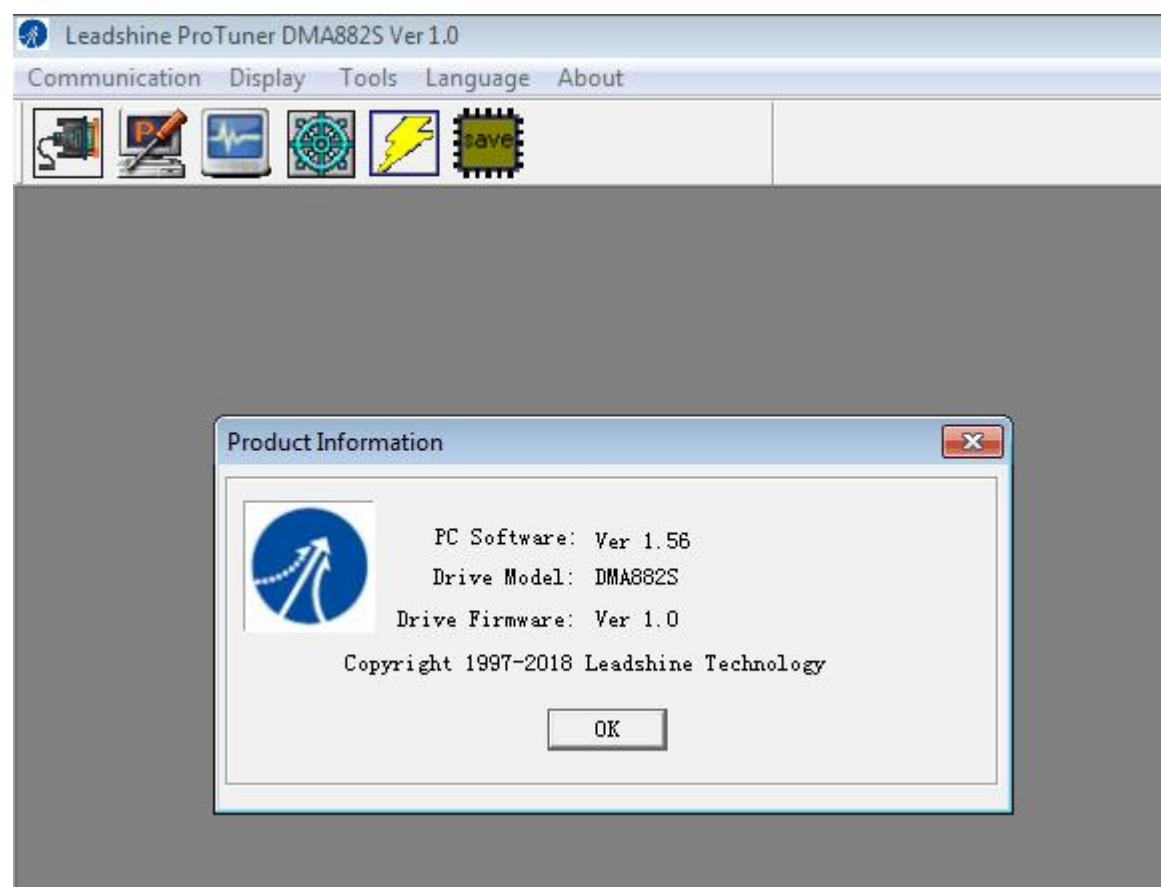 Leadshine ProTuner DMA882S Ver 1.0
Communication Display Tools Language About
P save
Product Information
PC Software: Ver 1.56
Drive Model: DMA882S
Drive Firmware: Ver 1.0
Copyright 1997-2018 Leadshine Technology
OK